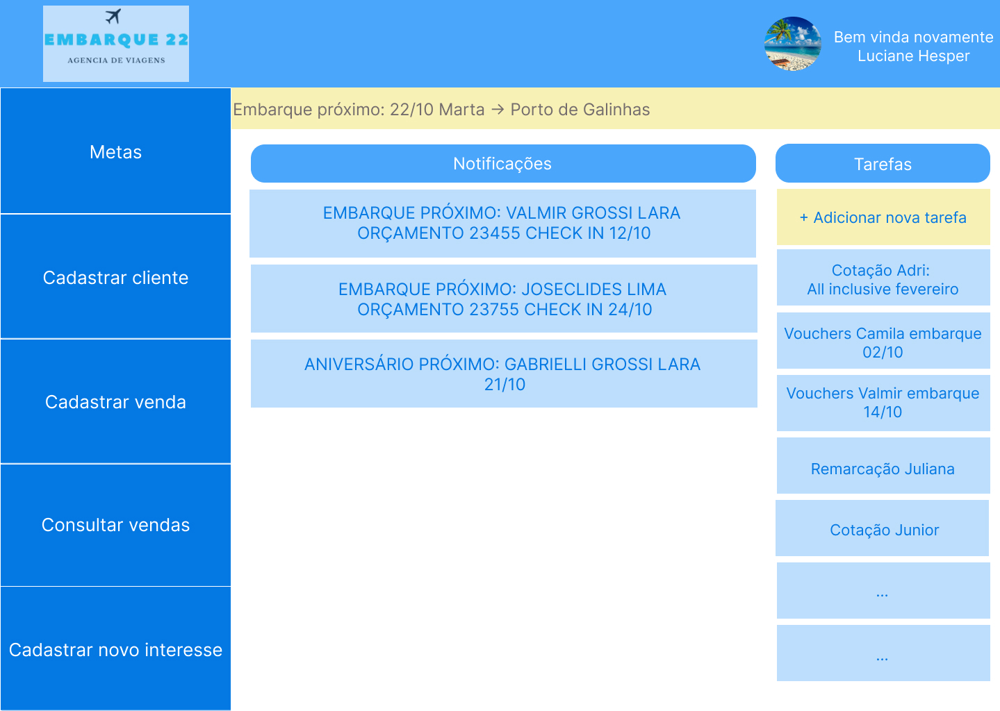 EMBARQUE 22
AGENCIA DE VIAGENS
Bem vinda novamente
Luciane Hesper
Embarque próximo: 22/10 Marta → Porto de Galinhas
Metas
Cadastrar cliente
Cadastrar venda
Consultar vendas
Cadastrar novo interesse
Notificações
EMBARQUE PRÓXIMO: VALMIR GROSSI LARA
ORÇAMENTO 23455 CHECK IN 12/10
EMBARQUE PRÓXIMO: JOSECLIDES LIMA
ORÇAMENTO 23755 CHECK IN 24/10
ANIVERSÁRIO PRÓXIMO: GABRIELLI GROSSI LARA
21/10
Tarefas
+ Adicionar nova tarefa
Cotação Adri:
All inclusive fevereiro
Vouchers Camila embarque
02/10
Vouchers Valmir embarque
14/10
Remarcação Juliana
Cotação Junior
...
...